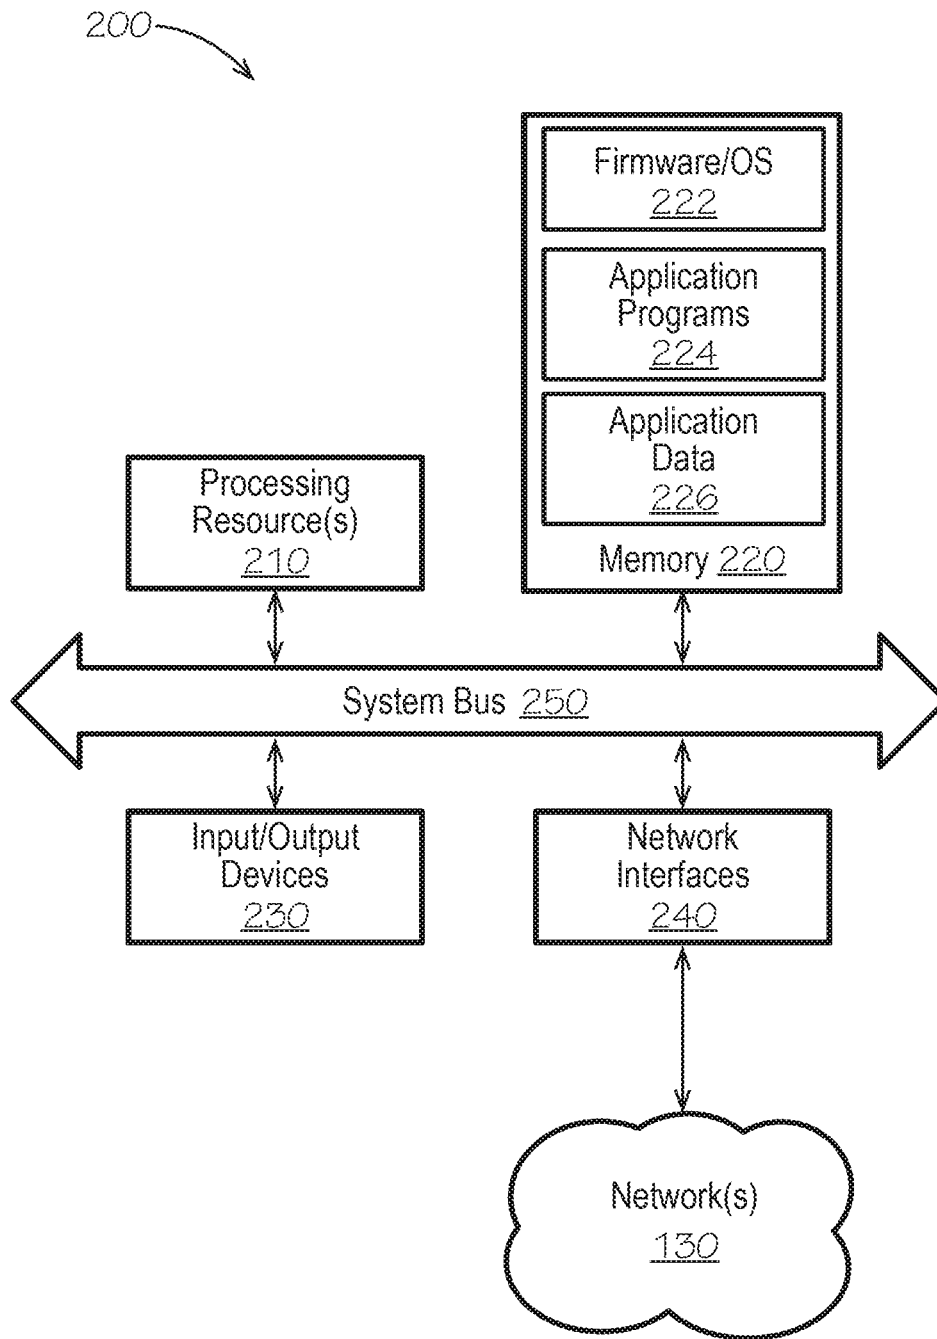 200
Firmware/OS
222
Application
Programs
224
Application
Data
226
Memory 220
Processing
Resource(s)
210
System Bus 250
Input/Output
Devices
230
Network
Interfaces
240
Network(s)
130